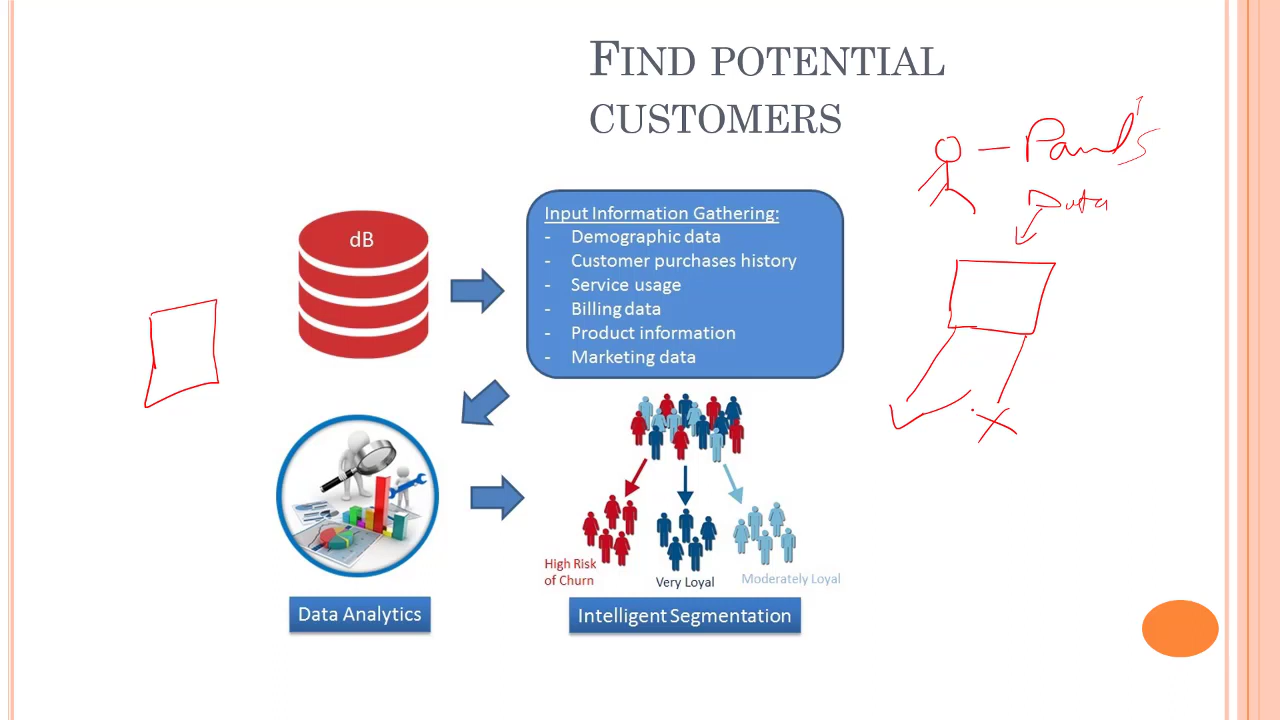 FIND POTENTIAL
CUSTOMERS
dB
Input Information Gathering:
- Demographic data
- Customer purchases history
- Service usage
- Billing data
- Product information
- Marketing data
Data
High Risk
of Churn
Very Loyal
Moderately Loyal
Data Analytics
Intelligent Segmentation